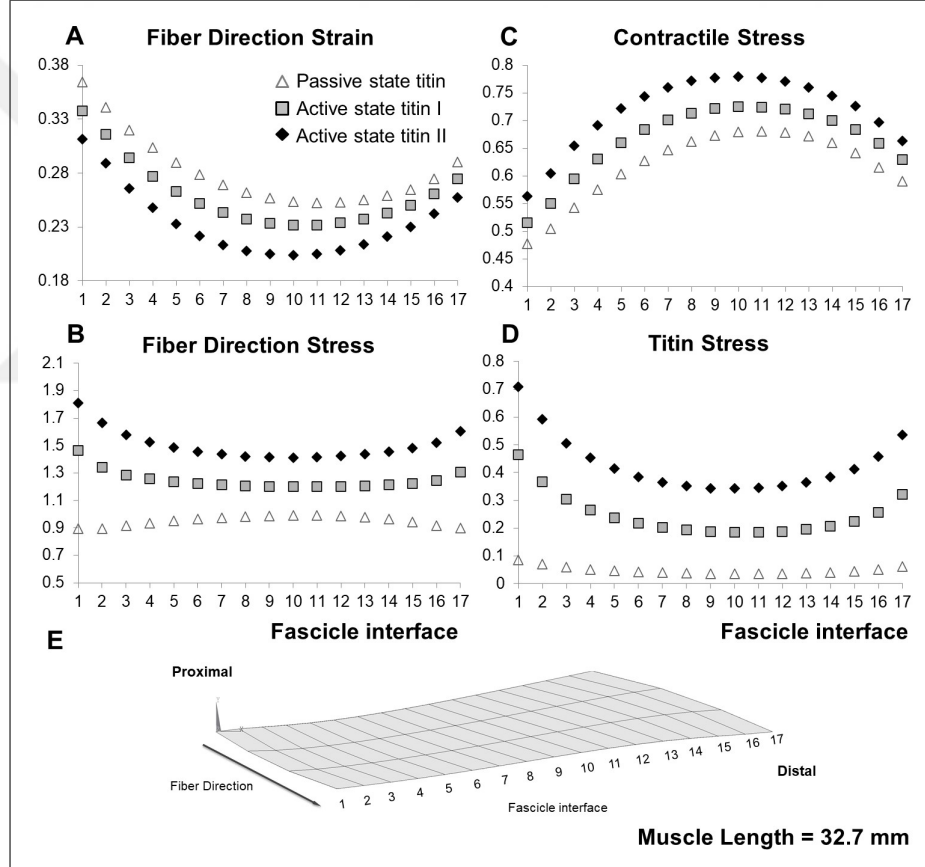 A Fiber Direction Strain
0.38
0.33
0.28
0.23
0.18
1 2 3 4 5 6 7 8 9 10 11 12 13 14 15 16 17
Passive state titin
Active state titin I
Active state titin II
C Contractile Stress
0.8
0.75
0.7
0.65
0.6
0.55
0.5
0.45
0.4
1 2 3 4 5 6 7 8 9 10 11 12 13 14 15 16 17
B Fiber Direction Stress
2.1
1.9
1.7
1.5
1.3
1.1
0.9
0.7
0.5
1 2 3 4 5 6 7 8 9 10 11 12 13 14 15 16 17
Fascicle interface
D Titin Stress
0.8
0.7
0.6
0.5
0.4
0.3
0.2
0.1
0
1 2 3 4 5 6 7 8 9 10 11 12 13 14 15 16 17
Fascicle interface
E
Proximal
Y
X
Fiber Direction
1 2 3 4 5 6 7 8 9 10 11 12 13 14 15 16 17
Fascicle interface
Distal
Muscle Length = 32.7 mm